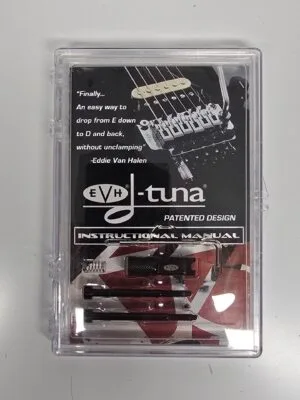 "Finally...
An easy way to
drop from E down
to D and back,
without unclamping"
-Eddie Van Halen
EVH
D-tuna®
PATENTED DESIGN
INSTRUCTIONAL MANUAL
EVH